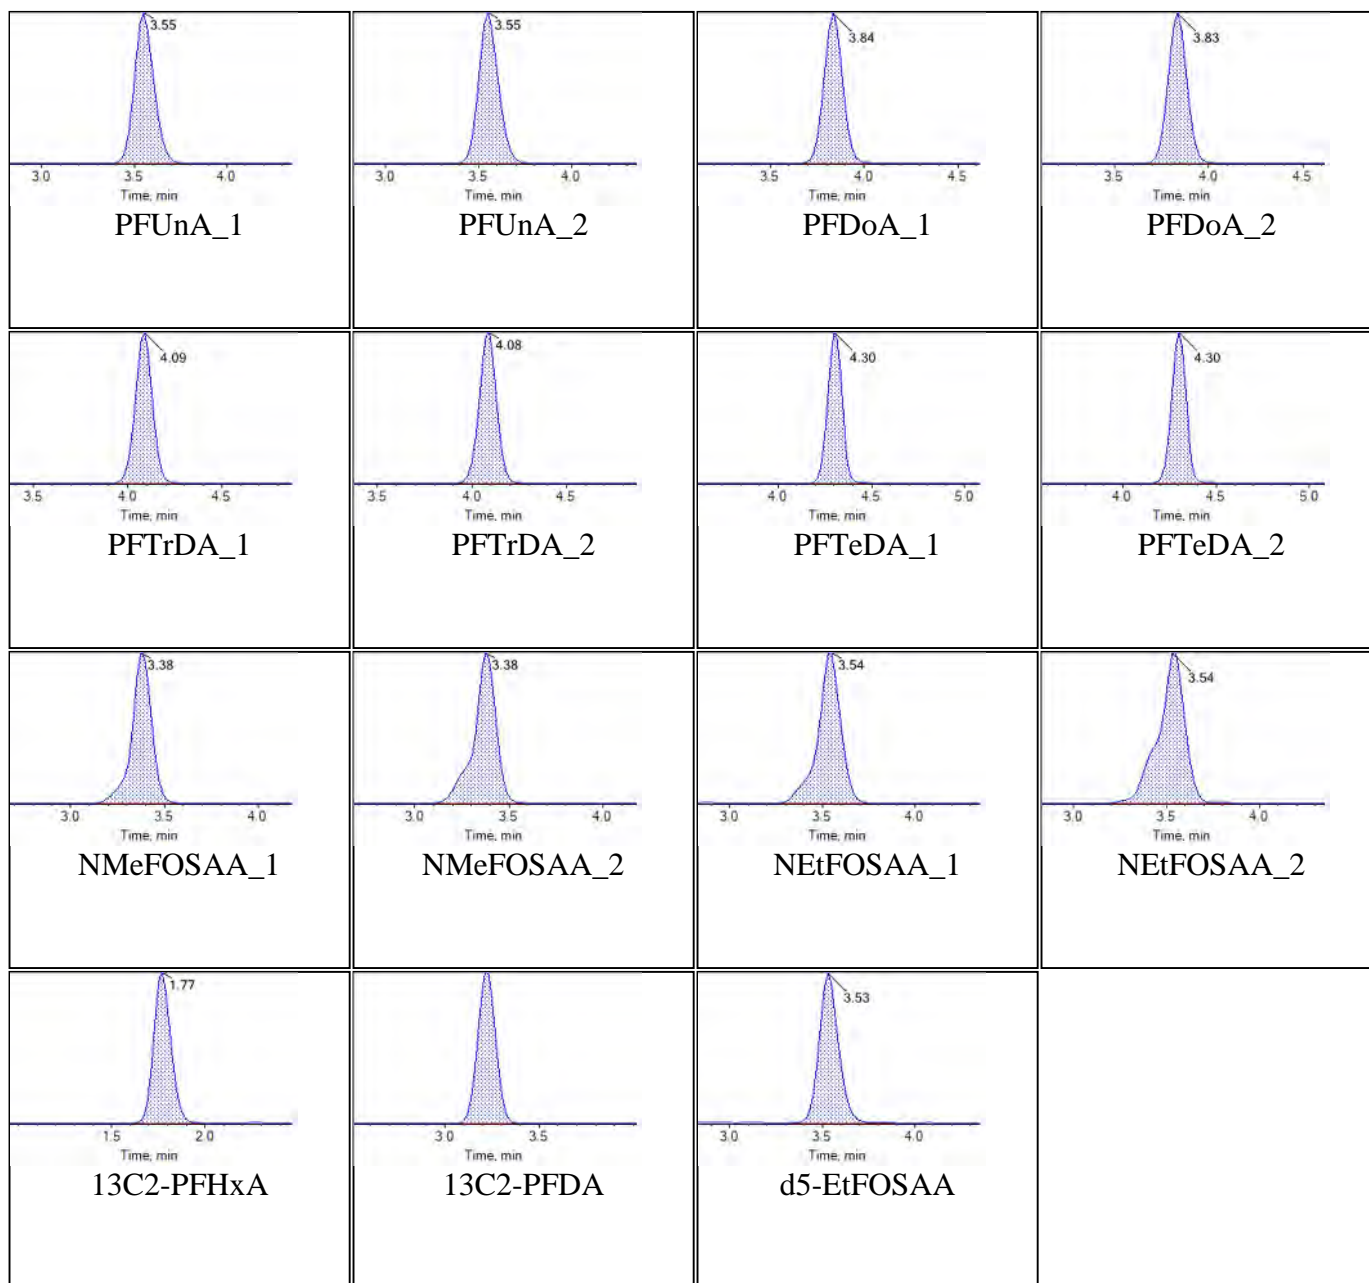 3.55
3.0 3.5 4.0
Time, min
PFUnA_1
3.55
3.0 3.5 4.0
Time, min
PFUnA_2
3.84
3.5 4.0 4.5
Time, min
PFDoA_1
3.83
3.5 4.0 4.5
Time, min
PFDoA_2
4.09
3.5 4.0 4.5
Time, min
PFTrDA_1
4.08
3.5 4.0 4.5
Time, min
PFTrDA_2
4.30
4.0 4.5 5.0
Time, min
PFTeDA_1
4.30
4.0 4.5 5.0
Time, min
PFTeDA_2
3.38
3.0 3.5 4.0
Time, min
NMeFOSAA_1
3.38
3.0 3.5 4.0
Time, min
NMeFOSAA_2
3.54
3.0 3.5 4.0
Time, min
NEtFOSAA_1
3.54
3.0 3.5 4.0
Time, min
NEtFOSAA_2
1.77
1.5 2.0
Time, min
13C2-PFHxA
3.0 3.5
Time, min
13C2-PFDA
3.53
3.0 3.5 4.0
Time, min
d5-EtFOSAA